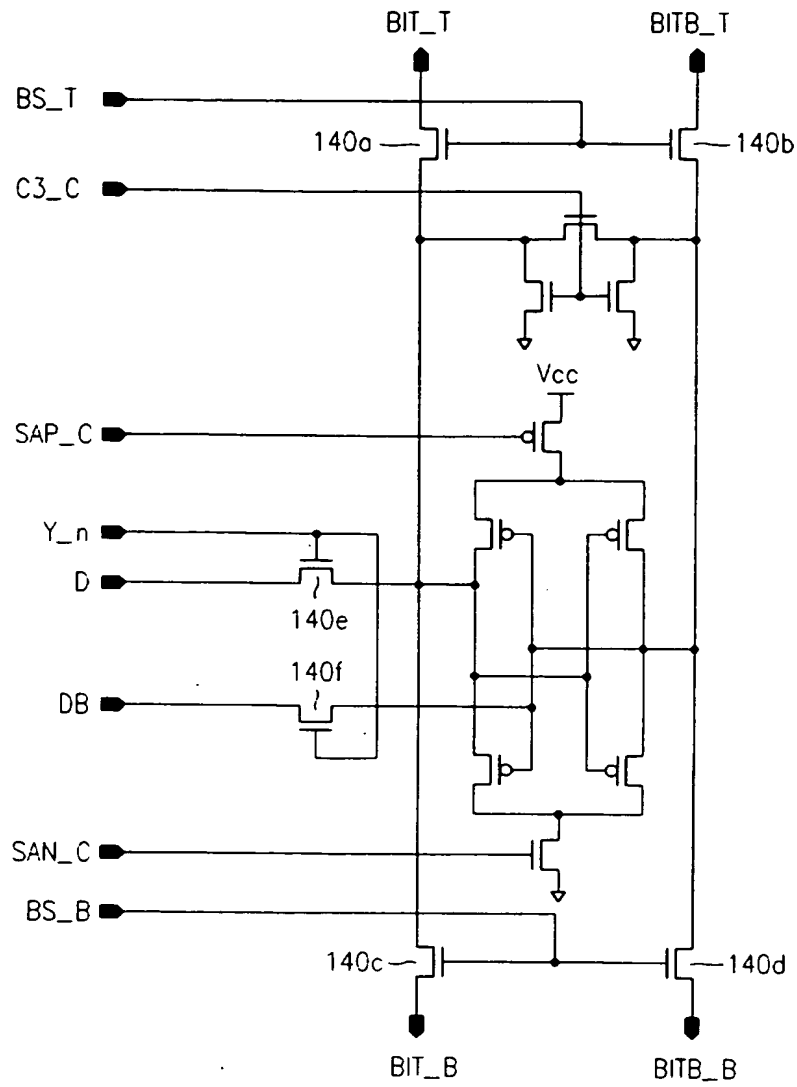 BIT_T BITB_T
BS_T
140a 140b
C3_C
Vcc
SAP_C
Y_n
D
140e
140f
DB
SAN_C
BS_B
140c 140d
BIT_B BITB_B